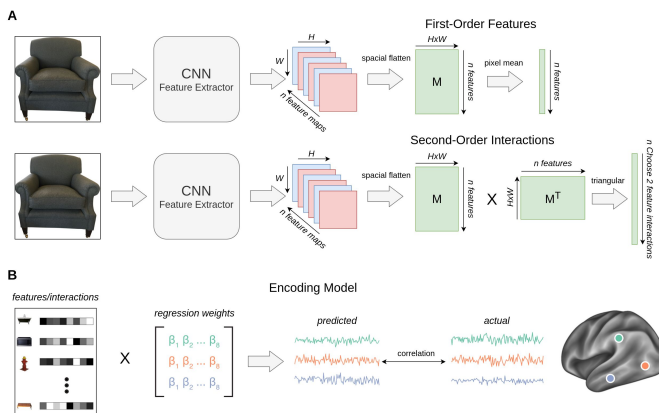 A
First-Order Features
CNN
Feature Extractor
H
W
n feature maps
spacial flatten
HxW
M
n features
pixel mean
n features
Second-Order Interactions
CNN
Feature Extractor
H
W
n feature maps
spacial flatten
HxW
M
n features
X
n features
HxW
Mᵀ
triangular
n Choose 2 feature interactions
B
Encoding Model
features/interactions
X
regression weights
β₁ β₂ ... β₈
β₁ β₂ ... β₈
β₁ β₂ ... β₈
predicted
correlation
actual